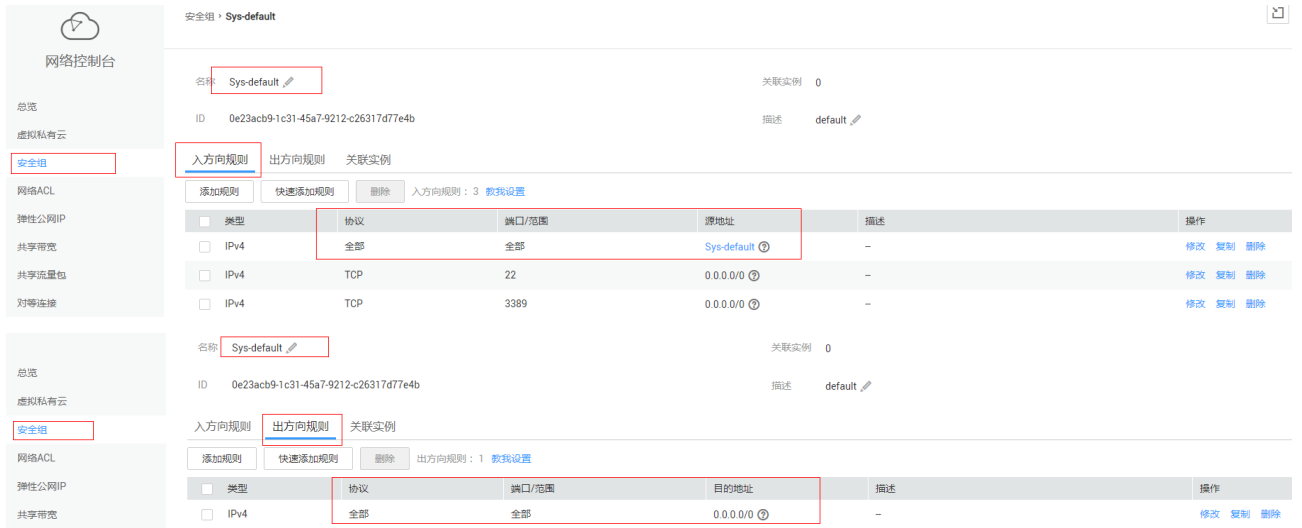 安全组 > Sys-default
网络控制台
名称 Sys-default 关联实例 0
总览
ID 0e23acb9-1c31-45a7-9212-c26317d77e4b 描述 default
虚拟私有云
安全组 入方向规则 出方向规则 关联实例
网络ACL 添加规则 快速添加规则 删除 入方向规则：3 教我设置
弹性公网IP 类型 协议 端口/范围 源地址 描述 操作
共享带宽 IPv4 全部 全部 Sys-default -- 修改 复制 删除
共享流量包 IPv4 TCP 22 0.0.0.0/0 -- 修改 复制 删除
对等连接 IPv4 TCP 3389 0.0.0.0/0 -- 修改 复制 删除
名称 Sys-default 关联实例 0
总览
ID 0e23acb9-1c31-45a7-9212-c26317d77e4b 描述 default
虚拟私有云
安全组 入方向规则 出方向规则 关联实例
网络ACL 添加规则 快速添加规则 删除 出方向规则：1 教我设置
弹性公网IP 类型 协议 端口/范围 目的地址 描述 操作
共享带宽 IPv4 全部 全部 0.0.0.0/0 -- 修改 复制 删除